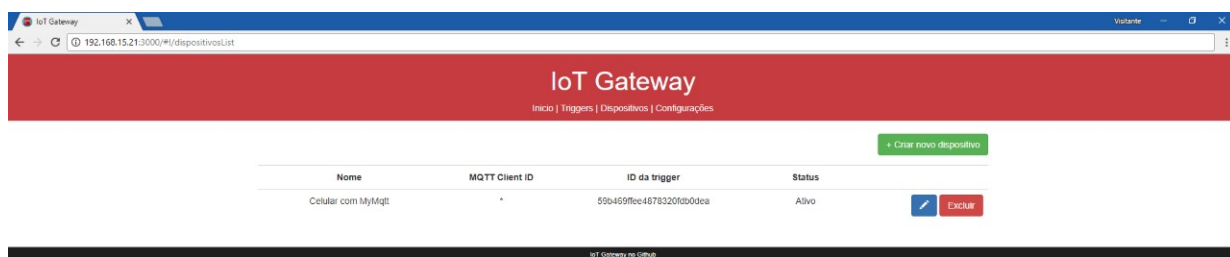 IoT Gateway
Visitante
192.168.15.21:3000/#!/dispositivosList
IoT Gateway
Inicio | Triggers | Dispositivos | Configurações
+ Criar novo dispositivo
Nome MQTT Client ID ID da trigger Status
Celular com MyMqtt * 59b469ffee4878320fdb0dea Ativo Excluir
IoT Gateway no Github